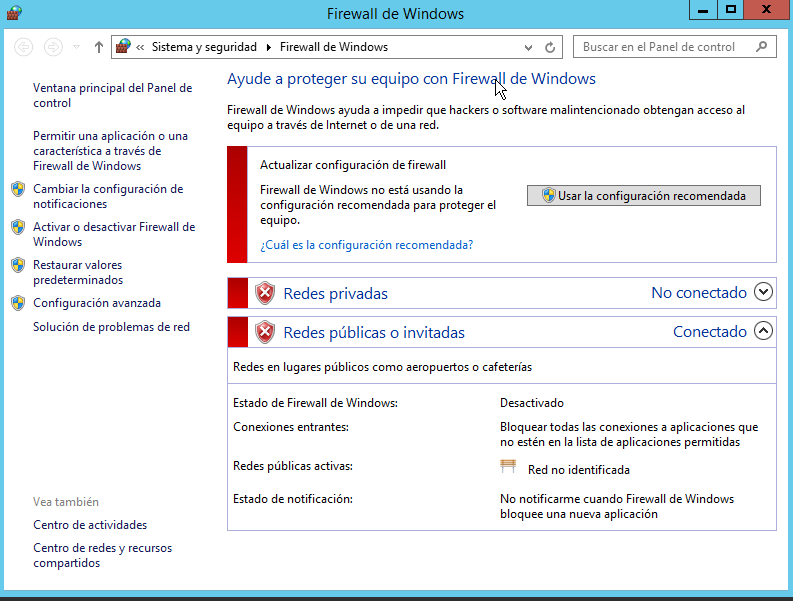 Firewall de Windows
« Sistema y seguridad ▸ Firewall de Windows
Buscar en el Panel de control
Ventana principal del Panel de
control
Permitir una aplicación o una
característica a través de
Firewall de Windows
Cambiar la configuración de
notificaciones
Activar o desactivar Firewall de
Windows
Restaurar valores
predeterminados
Configuración avanzada
Solución de problemas de red
Vea también
Centro de actividades
Centro de redes y recursos
compartidos
Ayude a proteger su equipo con Firewall de Windows
Firewall de Windows ayuda a impedir que hackers o software malintencionado obtengan acceso al
equipo a través de Internet o de una red.
Actualizar configuración de firewall
Firewall de Windows no está usando la
configuración recomendada para proteger el
equipo.
Usar la configuración recomendada
¿Cuál es la configuración recomendada?
Redes privadas No conectado
Redes públicas o invitadas Conectado
Redes en lugares públicos como aeropuertos o cafeterías
Estado de Firewall de Windows: Desactivado
Conexiones entrantes: Bloquear todas las conexiones a aplicaciones que
no estén en la lista de aplicaciones permitidas
Redes públicas activas: Red no identificada
Estado de notificación: No notificarme cuando Firewall de Windows
bloquee una nueva aplicación